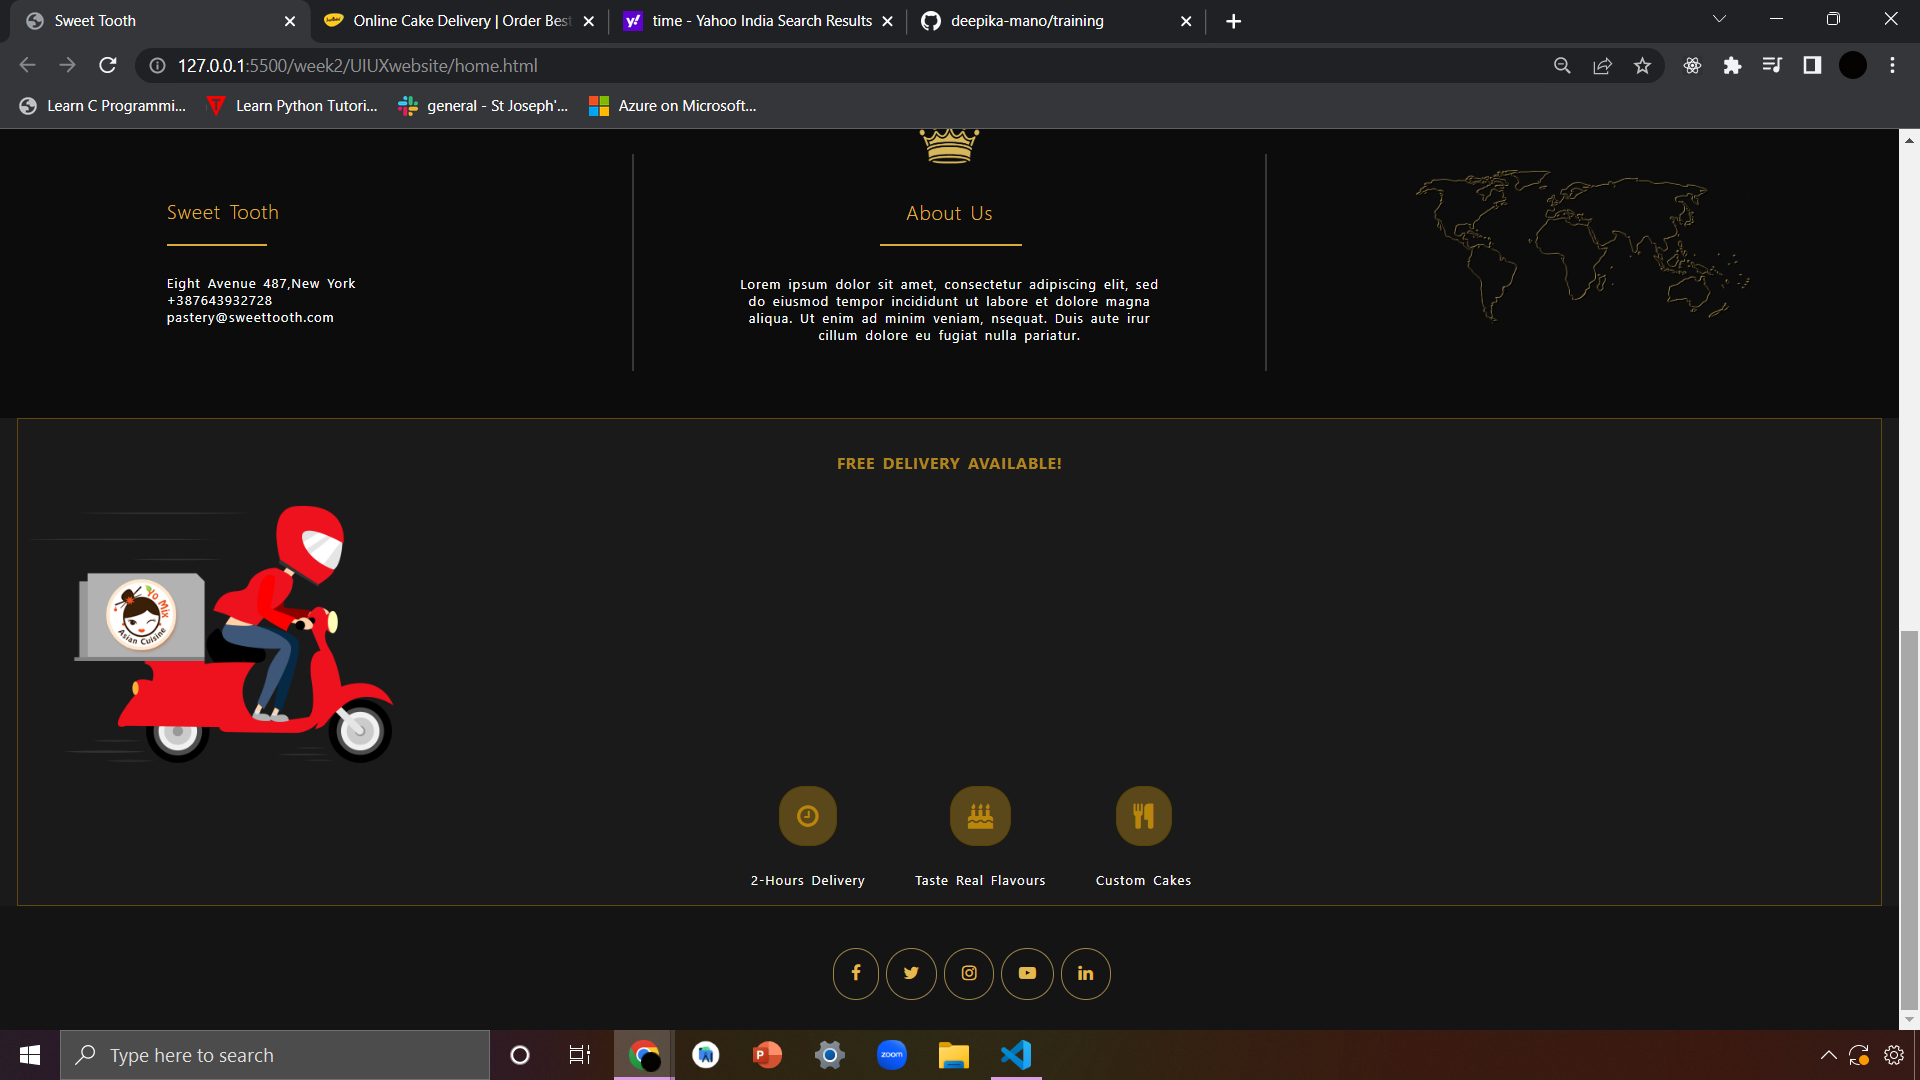 Sweet Tooth
Online Cake Delivery | Order Best
time - Yahoo India Search Results
deepika-mano/training
127.0.0.1:5500/week2/UIUXwebsite/home.html
Learn C Programmi...
Learn Python Tutori...
general - St Joseph'...
Azure on Microsoft...
Sweet Tooth
Eight Avenue 487,New York
+387643932728
pastery@sweettooth.com
About Us
Lorem ipsum dolor sit amet, consectetur adipiscing elit, sed
do eiusmod tempor incididunt ut labore et dolore magna
aliqua. Ut enim ad minim veniam, nsequat. Duis aute irur
cillum dolore eu fugiat nulla pariatur.
FREE DELIVERY AVAILABLE!
Yo Mix
Asian Cuisine
2-Hours Delivery
Taste Real Flavours
Custom Cakes
Type here to search
zoom